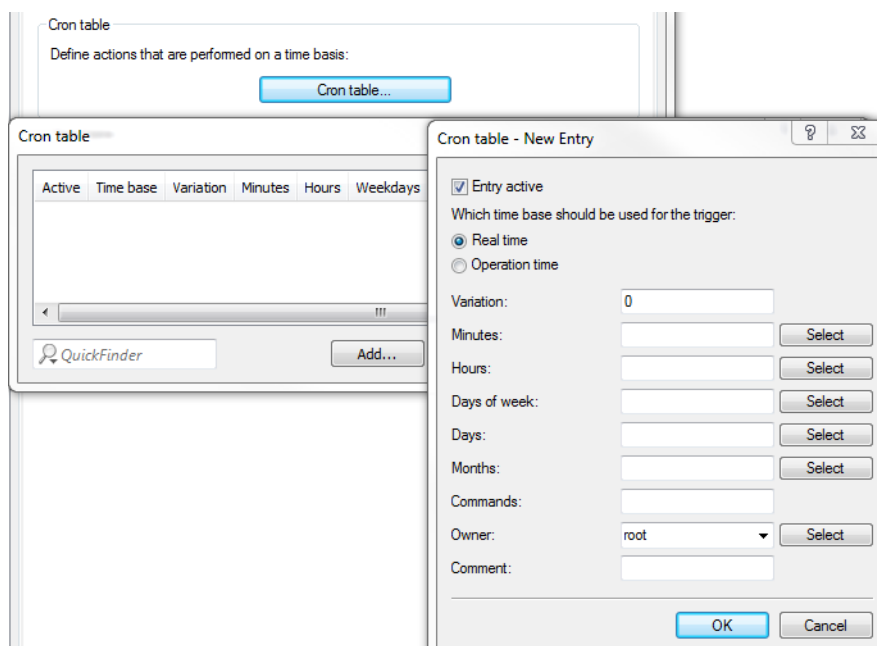 Cron table
Define actions that are performed on a time basis:
Cron table...
Cron table
Active Time base Variation Minutes Hours Weekdays
QuickFinder
Add...
Cron table - New Entry
Entry active
Which time base should be used for the trigger:
Real time
Operation time
Variation: 0
Minutes: Select
Hours: Select
Days of week: Select
Days: Select
Months: Select
Commands:
Owner: root Select
Comment:
OK Cancel